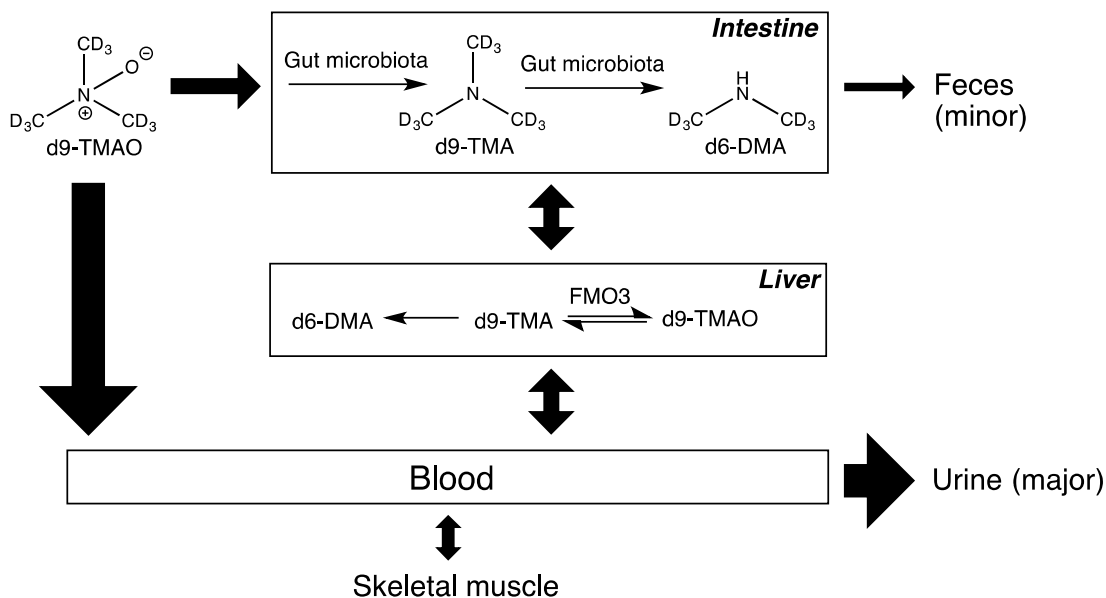 CD3
O⊖
N
⊕
D3C
CD3
d9-TMAO
Intestine
Gut microbiota
CD3
N
D3C
CD3
d9-TMA
Gut microbiota
H
N
D3C
CD3
d6-DMA
Feces
(minor)
Liver
d6-DMA
d9-TMA
FMO3
d9-TMAO
Blood
Urine (major)
Skeletal muscle